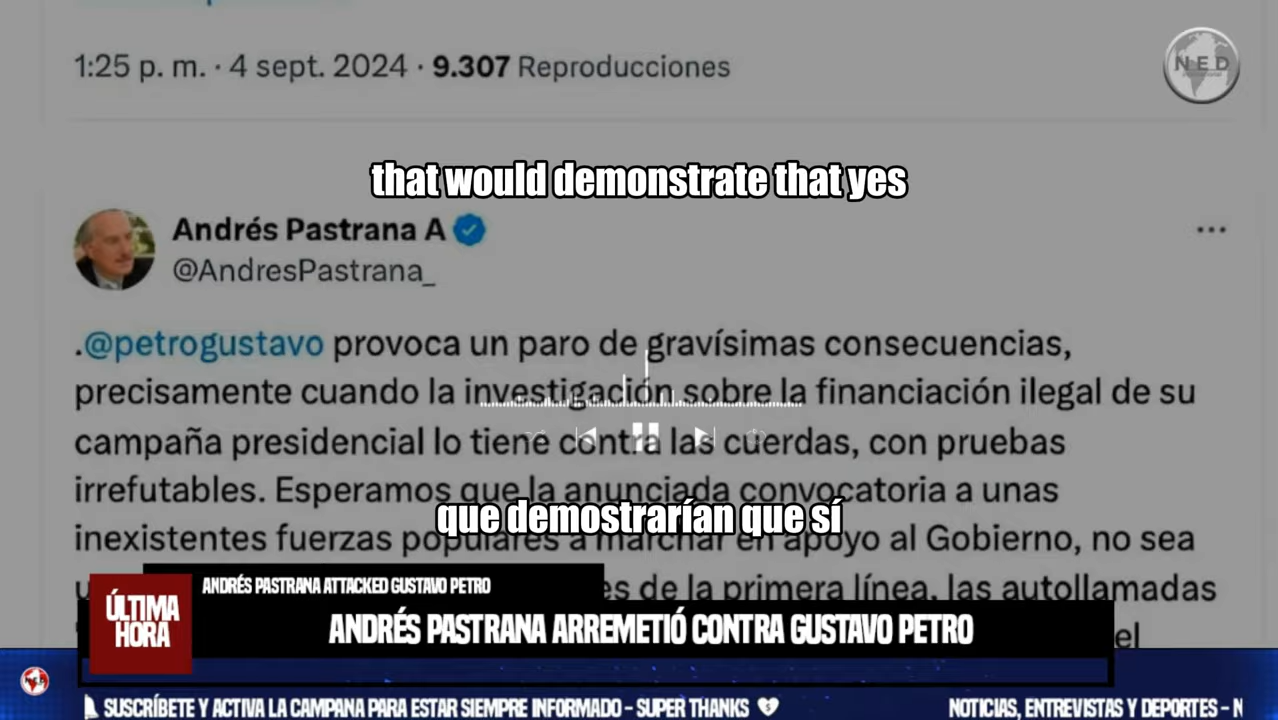 1:25 p. m. · 4 sept. 2024 · 9.307 Reproducciones
NED
that would demonstrate that yes
Andrés Pastrana A
@AndresPastrana_
.@petrogustavo provoca un paro de gravísimas consecuencias,
precisamente cuando la investigación sobre la financiación ilegal de su
campaña presidencial lo tiene contra las cuerdas, con pruebas
irrefutables. Esperamos que la anunciada convocatoria a unas
que demostrarían que sí
inexistentes fuerzas populares a marchar en apoyo al Gobierno, no sea
de la primera línea, las autollamadas
el
ANDRÉS PASTRANA ATTACKED GUSTAVO PETRO
ÚLTIMA
HORA
ANDRÉS PASTRANA ARREMETIÓ CONTRA GUSTAVO PETRO
NED
SUSCRÍBETE Y ACTIVA LA CAMPANA PARA ESTAR SIEMPRE INFORMADO - SUPER THANKS
NOTICIAS, ENTREVISTAS Y DEPORTES - N